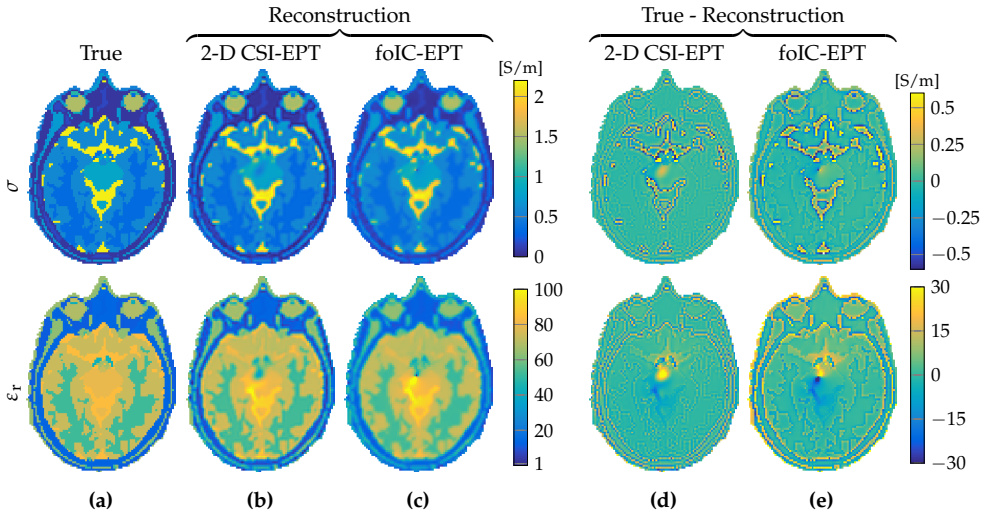 Reconstruction
True - Reconstruction
True
2-D CSI-EPT
foIC-EPT
2-D CSI-EPT
foIC-EPT
[S/m]
[S/m]
σ
2
1.5
1
0.5
0
0.5
0.25
0
−0.25
−0.5
εr
100
80
60
40
20
1
30
15
0
−15
−30
(a)
(b)
(c)
(d)
(e)